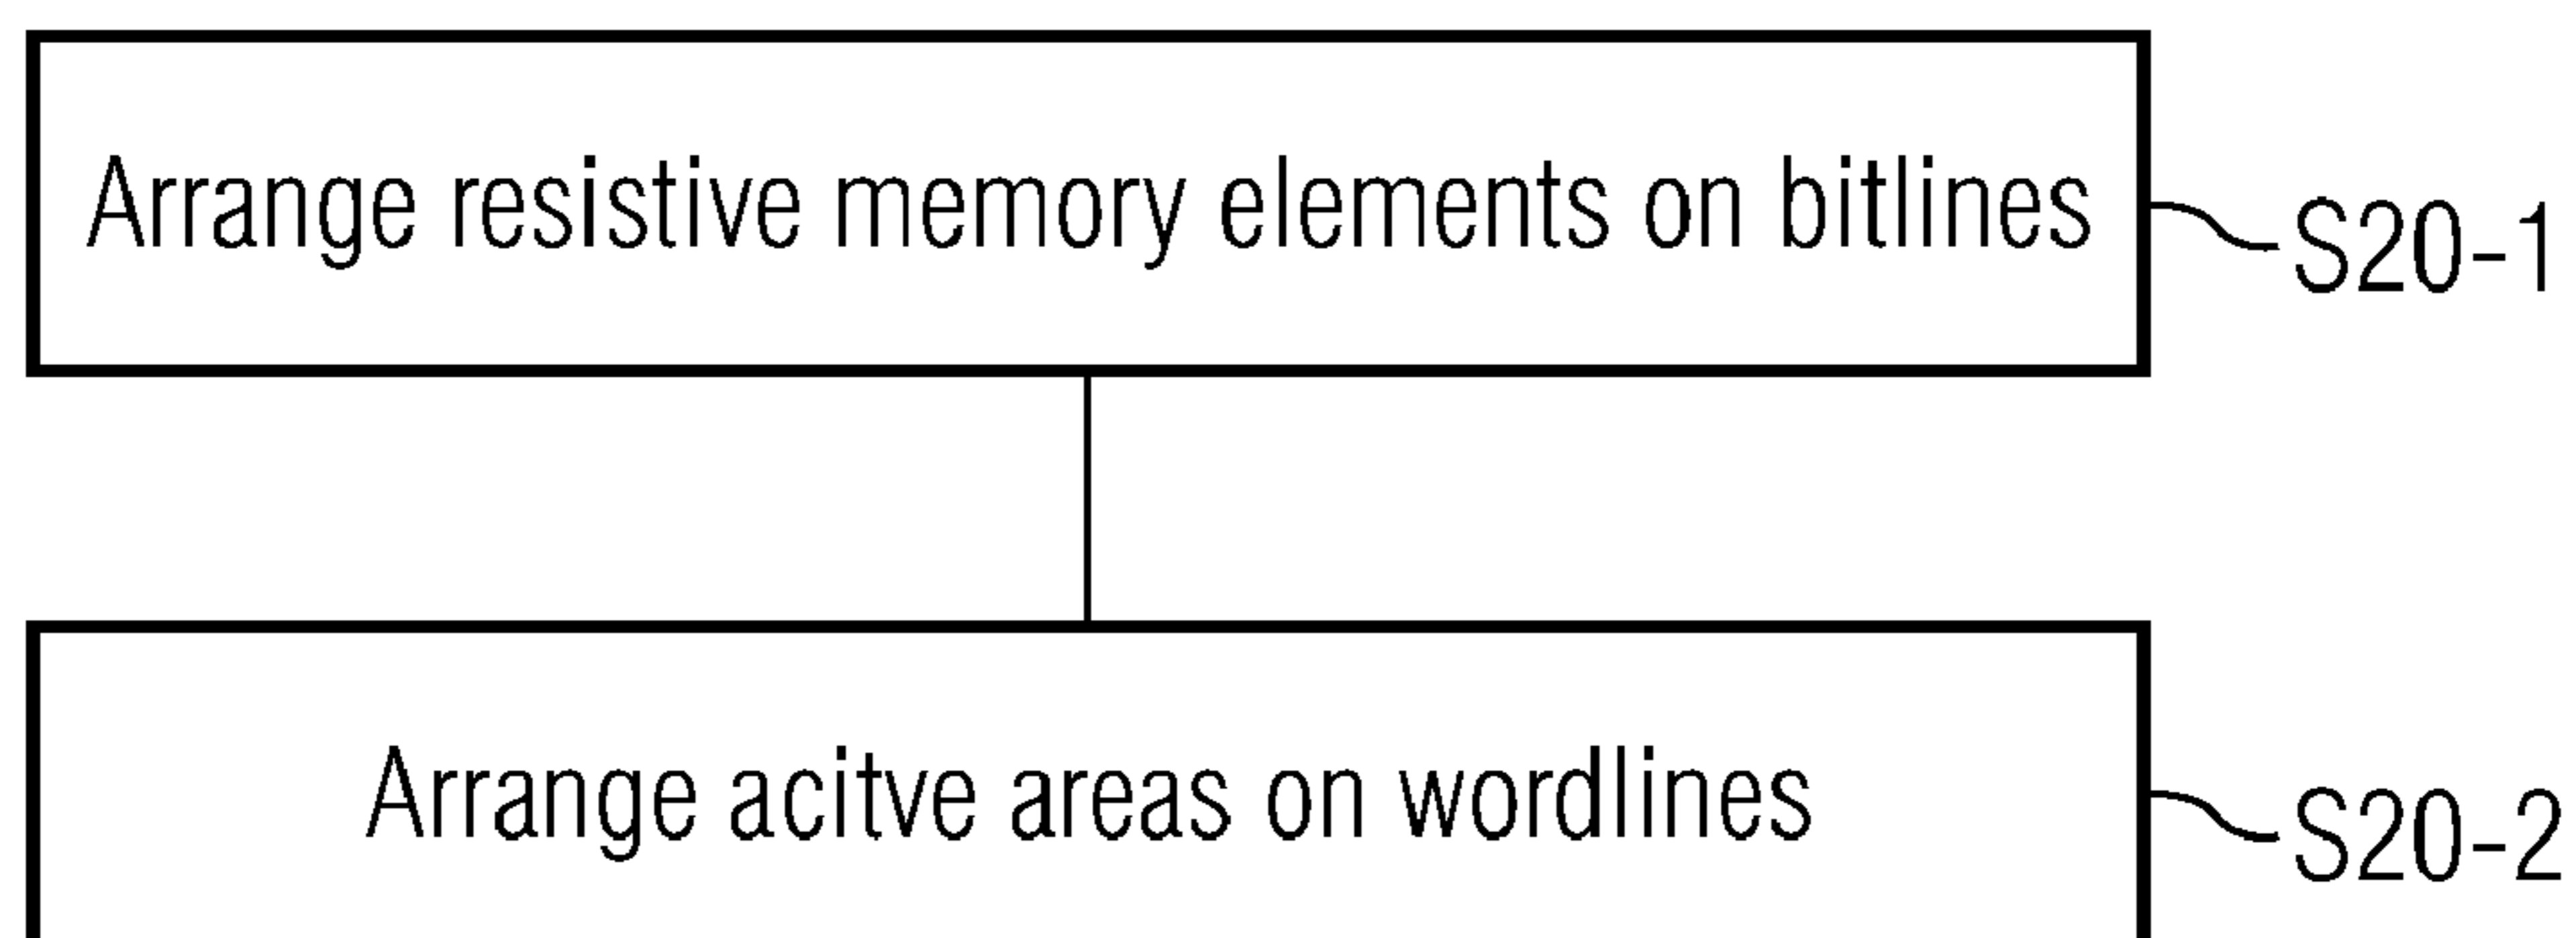 Arrange resistive memory elements on bitlines
S20-1
Arrange acitve areas on wordlines
S20-2